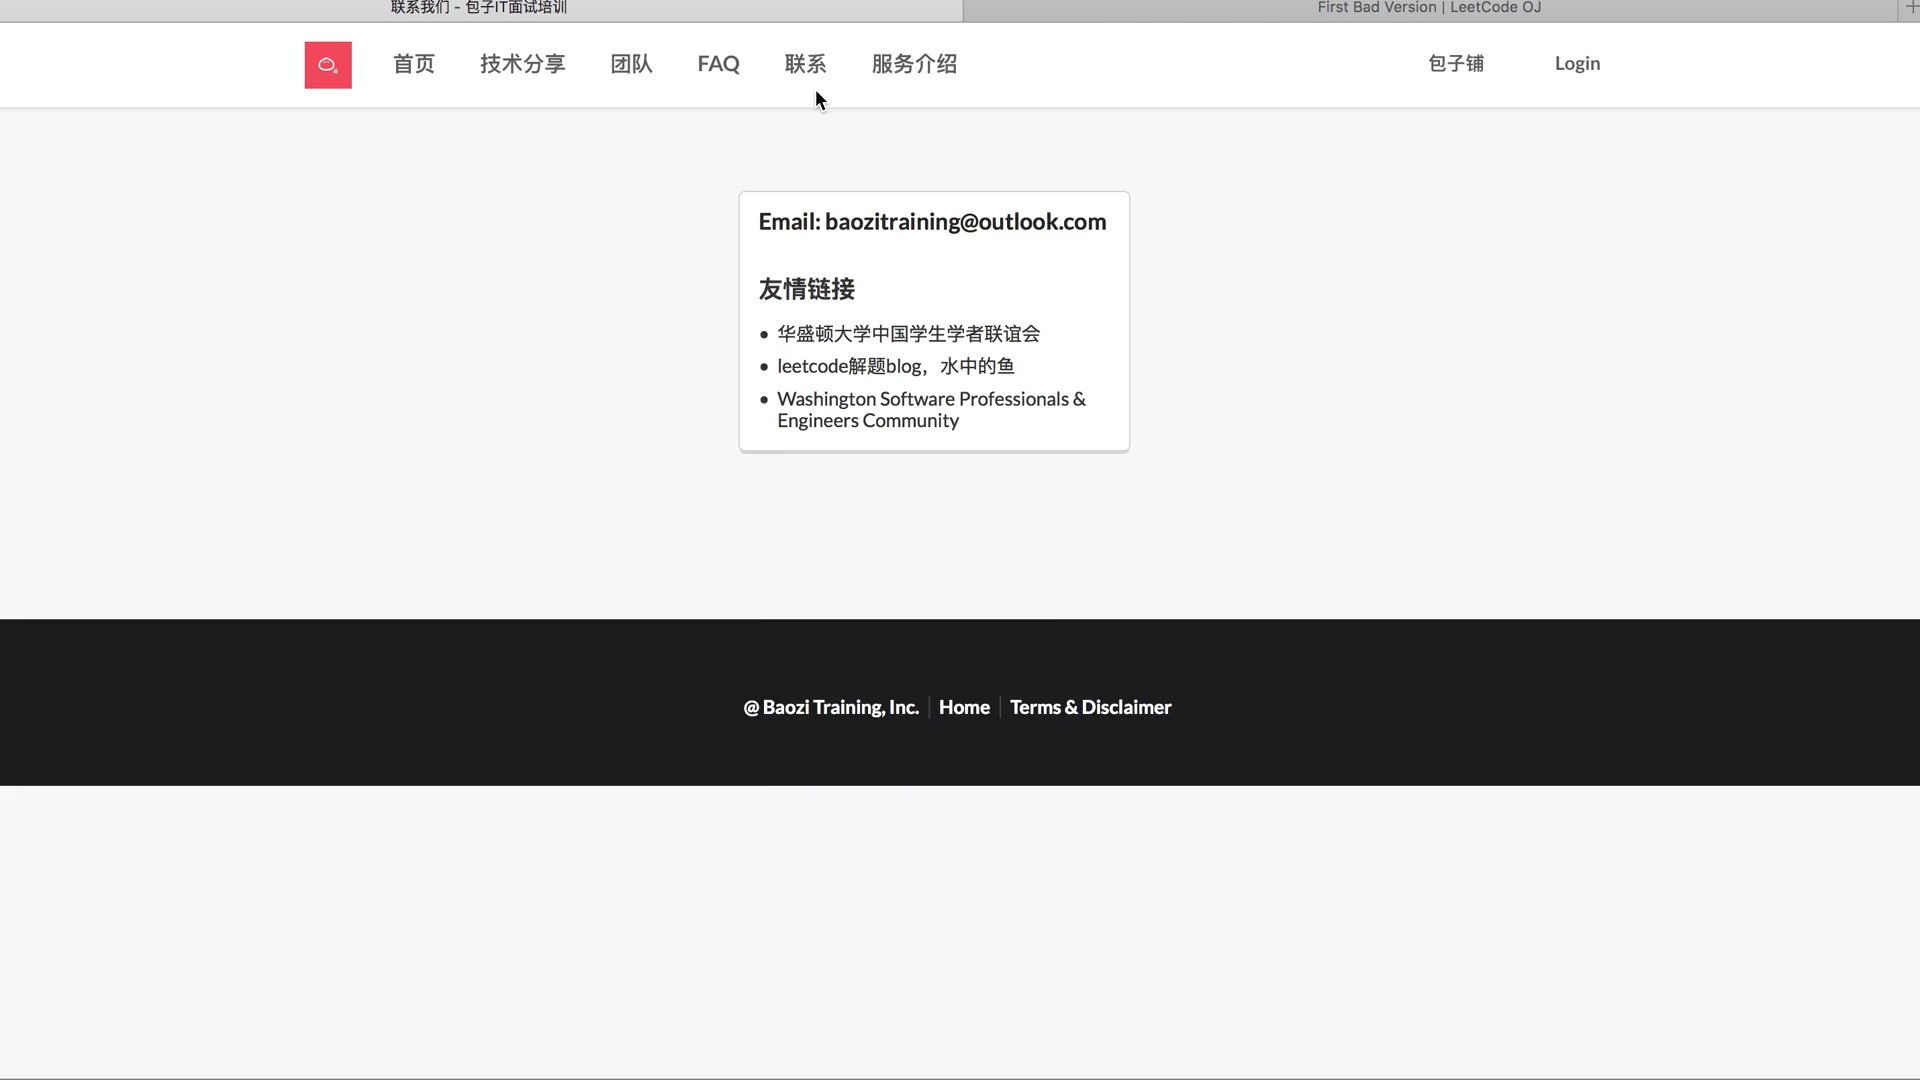 联系我们 - 包子IT面试培训
First Bad Version | LeetCode OJ
首页 技术分享 团队 FAQ 联系 服务介绍 包子铺 Login
Email: baozitraining@outlook.com
友情链接
华盛顿大学中国学生学者联谊会
leetcode解题blog，水中的鱼
Washington Software Professionals &
Engineers Community
@ Baozi Training, Inc. Home Terms & Disclaimer